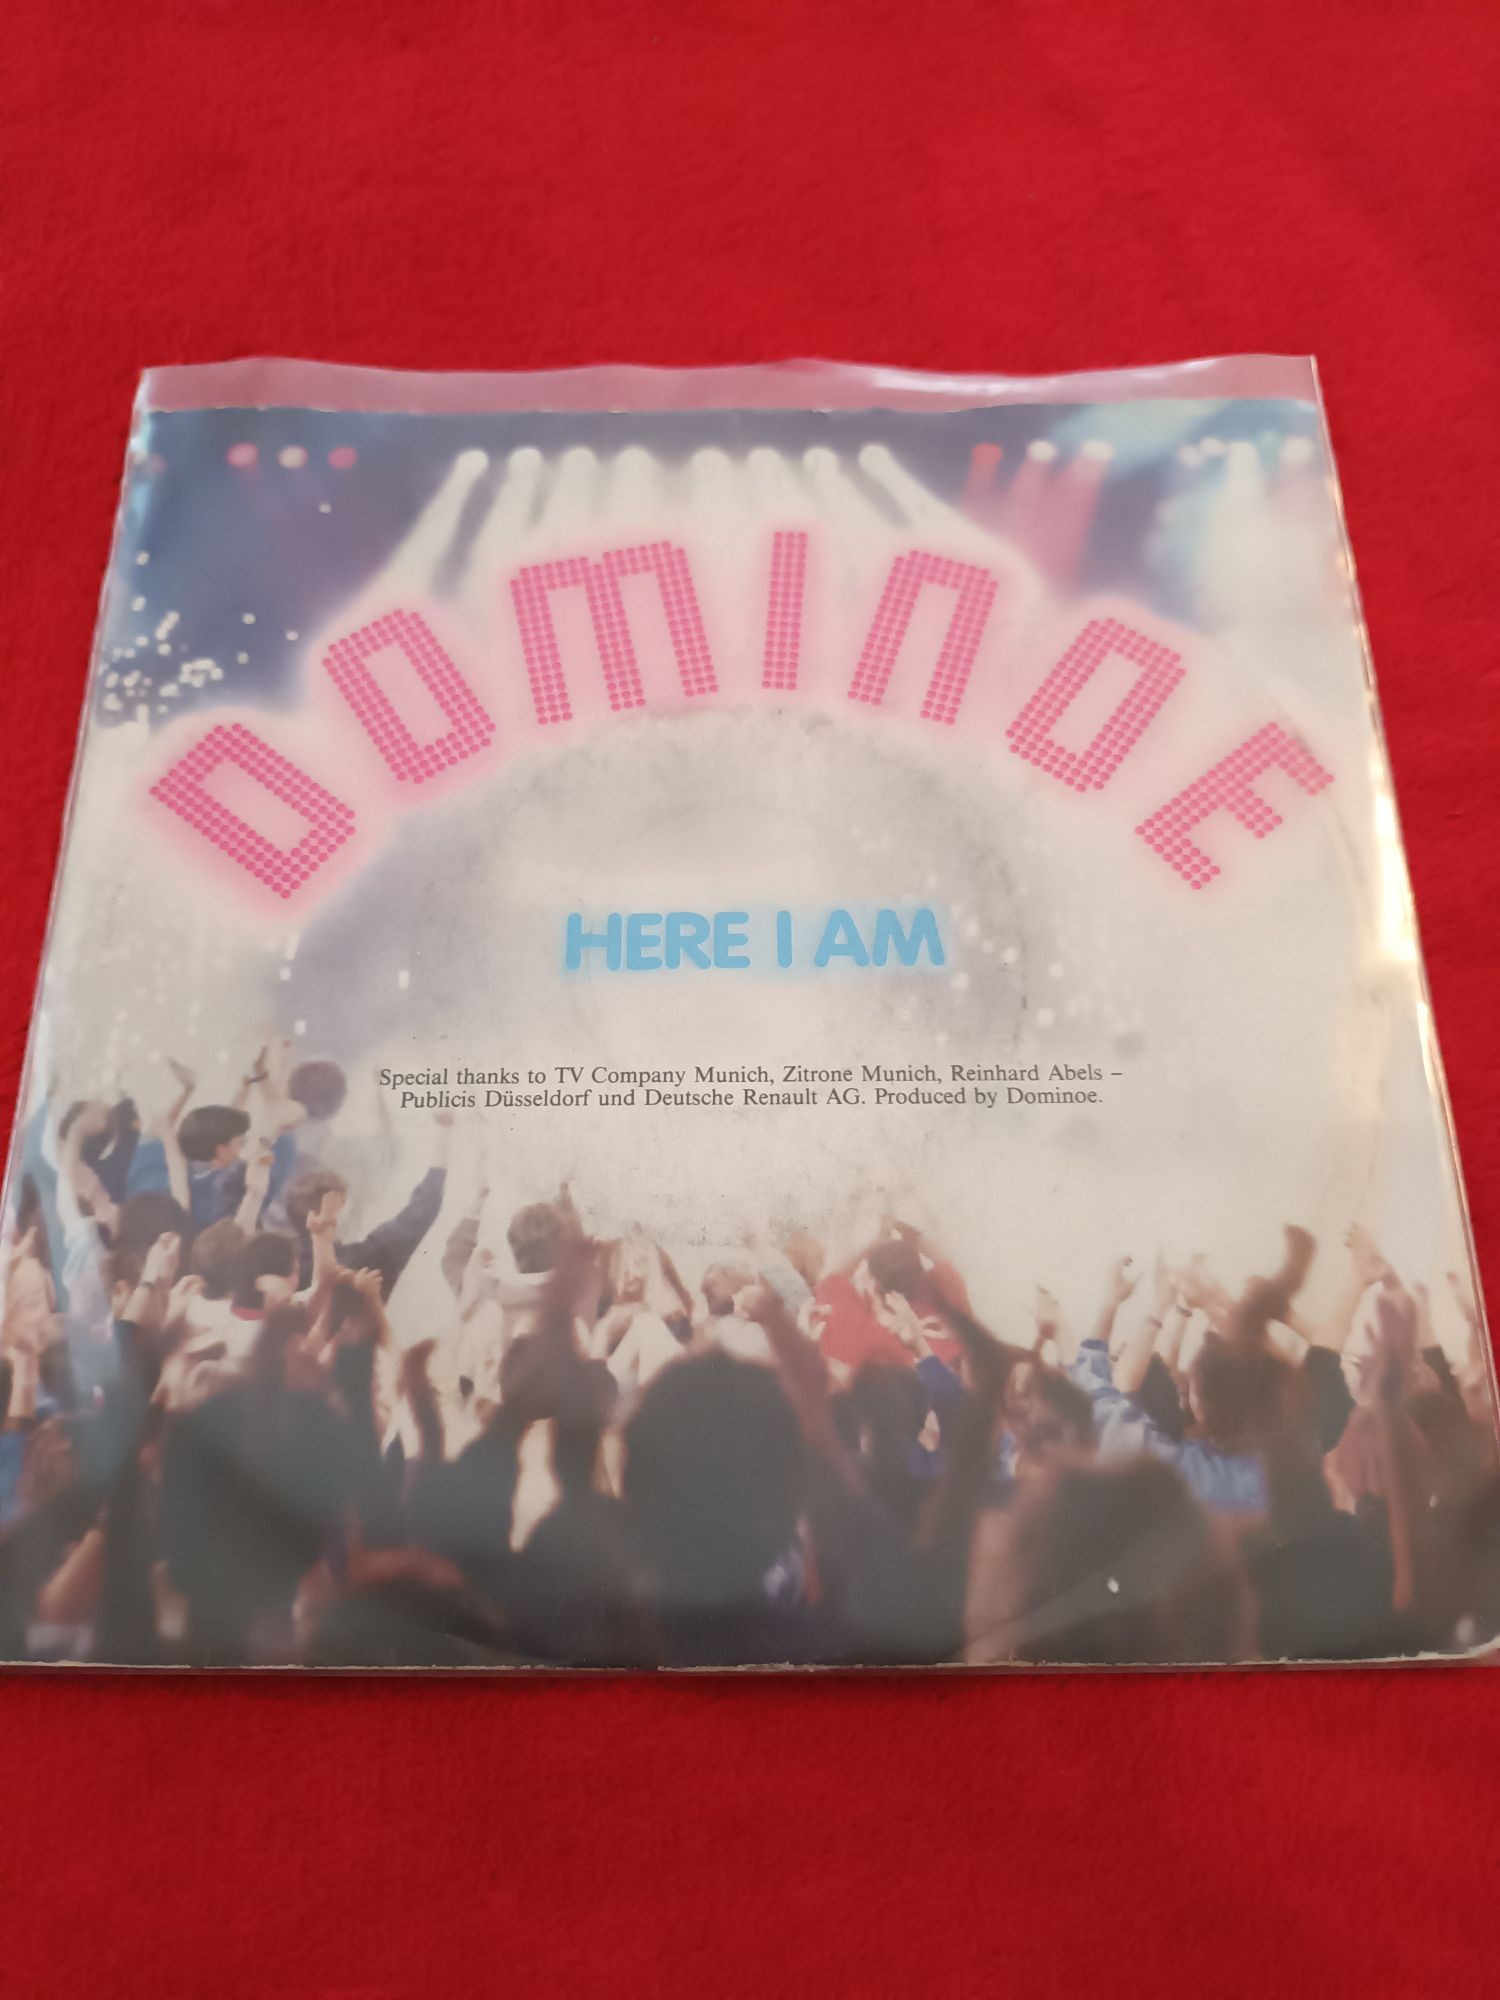 DOMINOE
HERE I AM
Special thanks to TV Company Munich, Zitrone Munich, Reinhard Abels –
Publicis Düsseldorf und Deutsche Renault AG. Produced by Dominoe.